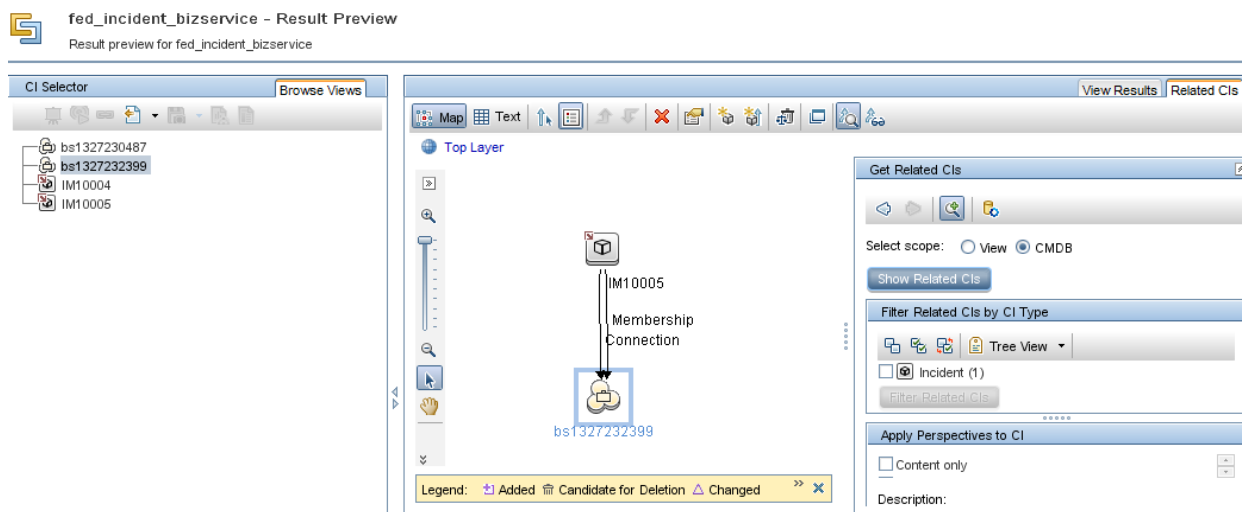 fed_incident_bizservice - Result Preview
Result preview for fed_incident_bizservice
CI Selector
Browse Views
bs1327230487
bs1327232399
IM10004
IM10005
View Results
Related CIs
Map
Text
Top Layer
IM10005
Membership
Connection
bs1327232399
Legend: Added Candidate for Deletion Changed
Get Related CIs
Select scope: View CMDB
Show Related CIs
Filter Related CIs by CI Type
Tree View
Incident (1)
Filter Related CIs
Apply Perspectives to CI
Content only
Description: